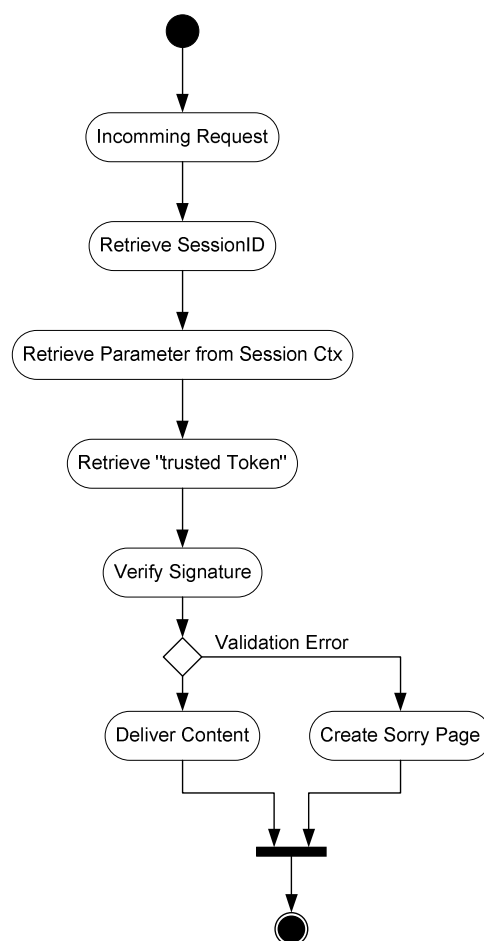 Incomming Request
Retrieve SessionID
Retrieve Parameter from Session Ctx
Retrieve "trusted Token"
Verify Signature
Validation Error
Deliver Content
Create Sorry Page